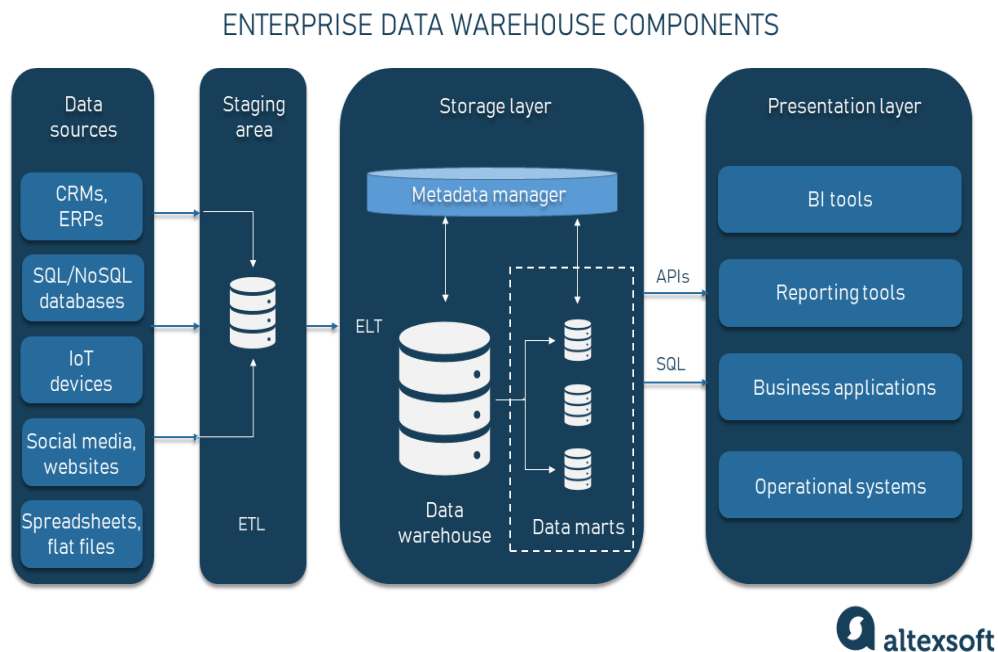 ENTERPRISE DATA WAREHOUSE COMPONENTS
Data
sources
CRMs,
ERPs
SQL/NoSQL
databases
IoT
devices
Social media,
websites
Spreadsheets,
flat files
Staging
area
ETL
Storage layer
Metadata manager
ELT
Data
warehouse
Data marts
APIs
SQL
Presentation layer
BI tools
Reporting tools
Business applications
Operational systems
altexsoft